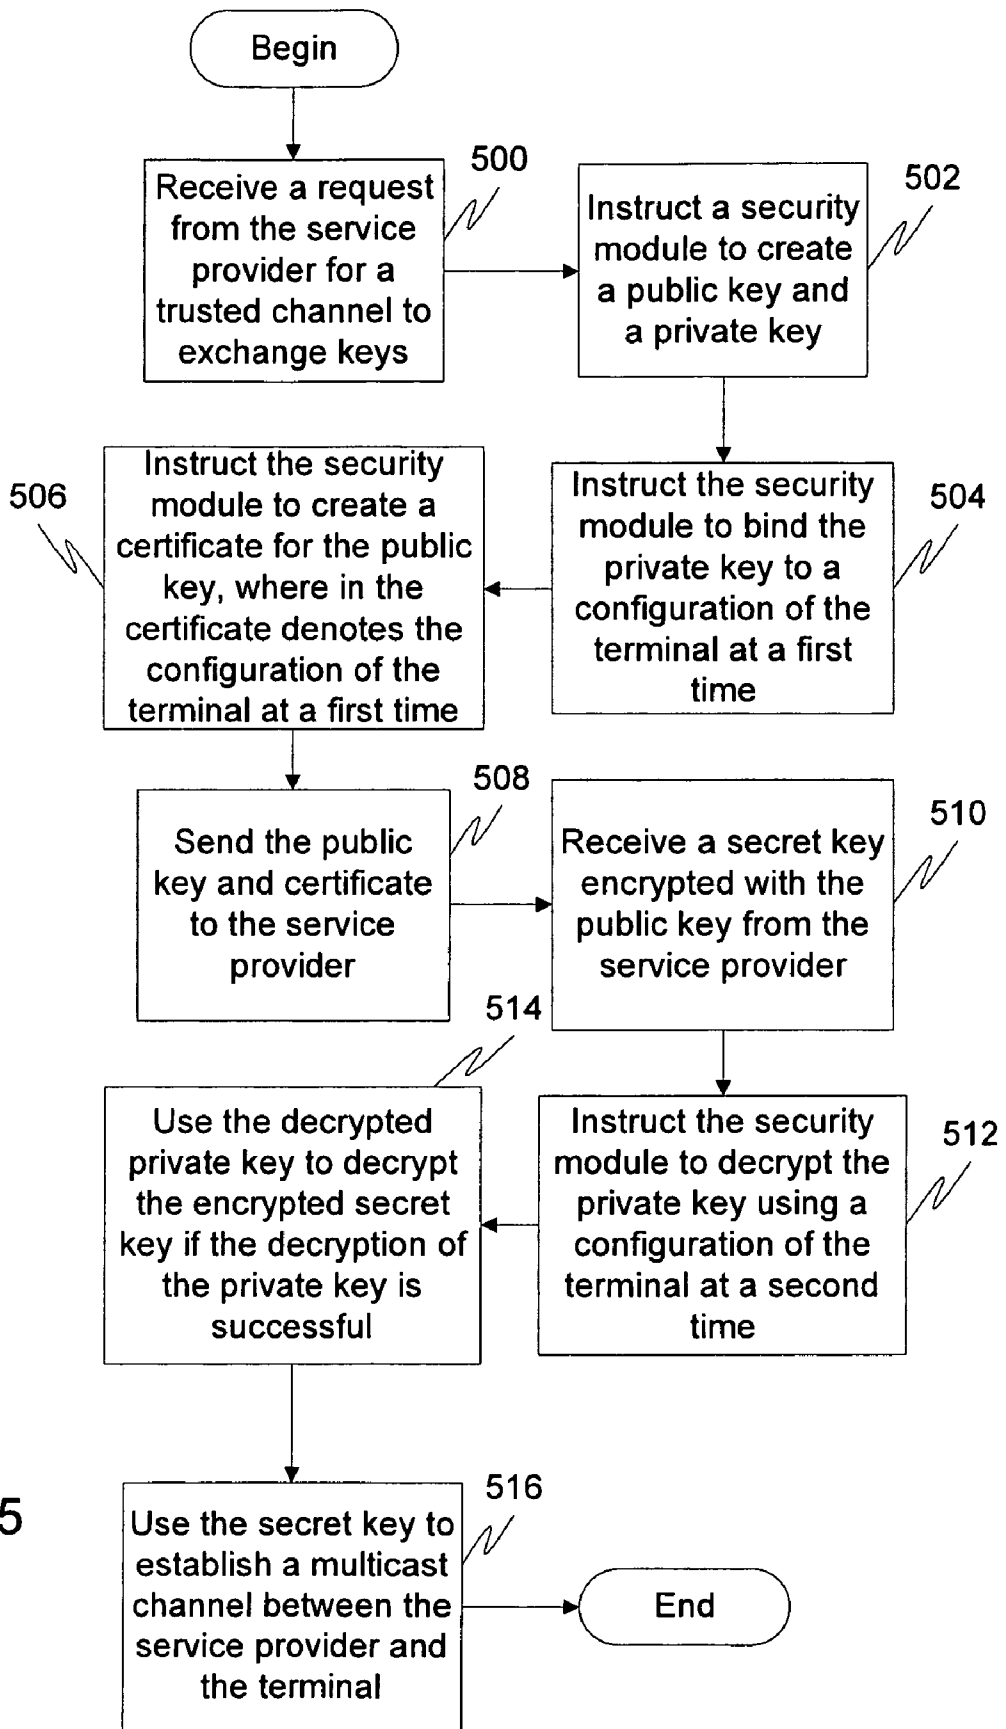 Begin
500
Receive a request
from the service
provider for a
trusted channel to
exchange keys
502
Instruct a security
module to create
a public key and
a private key
504
Instruct the security
module to bind the
private key to a
configuration of the
terminal at a first
time
506
Instruct the security
module to create a
certificate for the public
key, where in the
certificate denotes the
configuration of the
terminal at a first time
508
Send the public
key and certificate
to the service
provider
510
Receive a secret key
encrypted with the
public key from the
service provider
512
Instruct the security
module to decrypt the
private key using a
configuration of the
terminal at a second
time
514
Use the decrypted
private key to decrypt
the encrypted secret
key if the decryption of
the private key is
successful
516
Use the secret key to
establish a multicast
channel between the
service provider and
the terminal
End
5